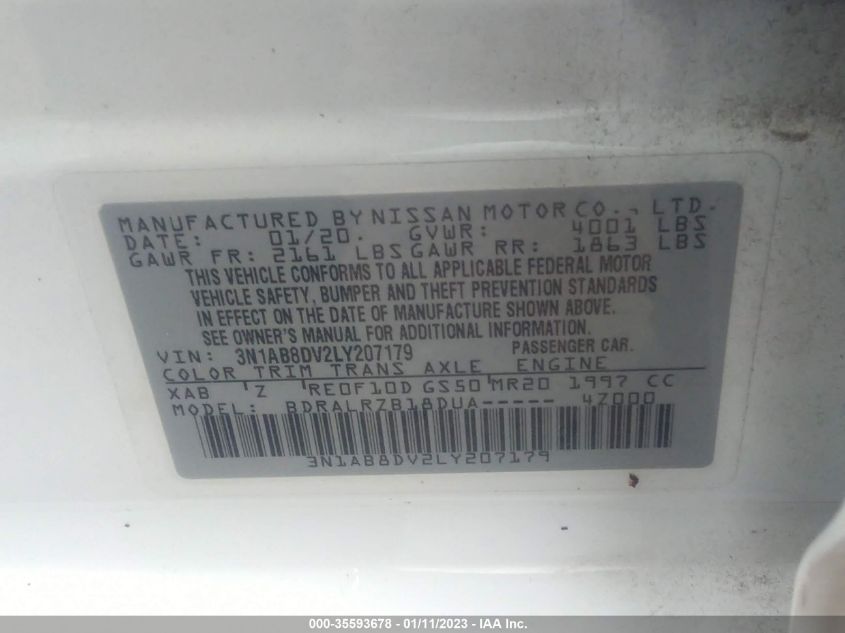 MANUFACTURED BY NISSAN MOTOR CO., LTD.
DATE: 01/20. GVWR: 4001 LBS
GAWR FR: 2161 LBS GAWR RR: 1863 LBS
THIS VEHICLE CONFORMS TO ALL APPLICABLE FEDERAL MOTOR
VEHICLE SAFETY, BUMPER AND THEFT PREVENTION STANDARDS
IN EFFECT ON THE DATE OF MANUFACTURE SHOWN ABOVE.
SEE OWNER'S MANUAL FOR ADDITIONAL INFORMATION.
VIN: 3N1AB8DV2LY207179 PASSENGER CAR.
COLOR TRIM TRANS AXLE ENGINE
XAB Z RE0F10D GS50 MR20 1997 CC
MODEL: BDRALRZB18DUA----- 4Z000
3N1AB8DV2LY207179
000-35593678 - 01/11/2023 - IAA Inc.